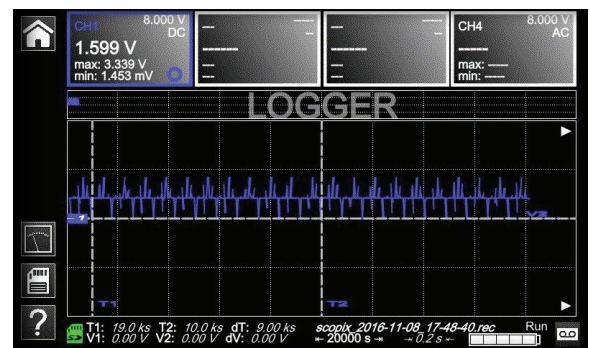 CH1 8.000 V
DC
1.599 V
max: 3.339 V
min: 1.453 mV
CH4 8.000 V
AC
max: ----
min: ----
LOGGER
1
V2
T1 T2
T1: 19.0 ks T2: 10.0 ks dT: 9.00 ks scopix_2016-11-08_17-48-40.rec Run
V1: 0.00 V V2: 0.00 V dV: 0.00 V 20000 s 0.2 s